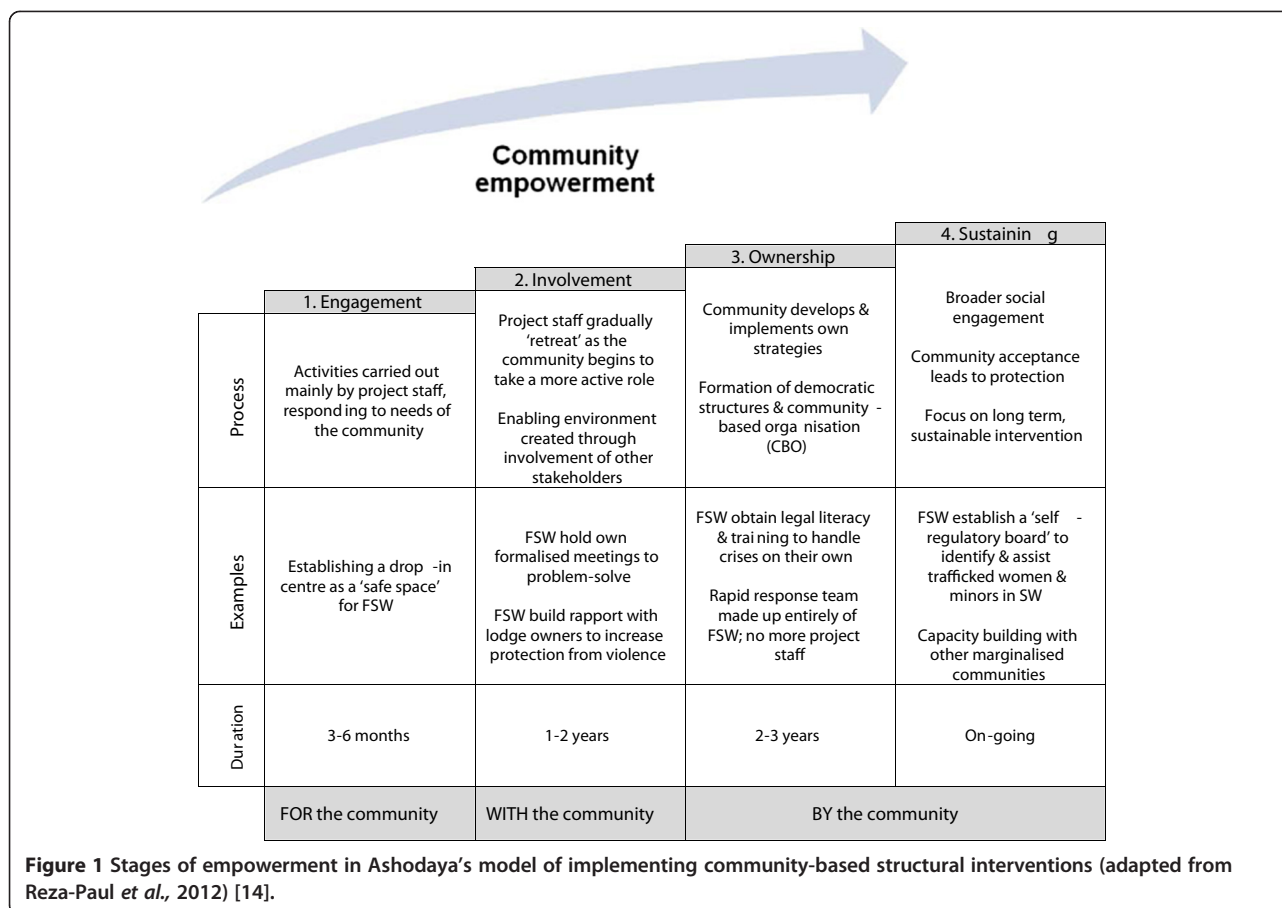 Community
empowerment
4. Sustainin g
3. Ownership
2. Involvement
1. Engagement
Process
Activities carried out
mainly by project staff,
respond ing to needs of
the community
Project staff gradually
‘retreat’ as the
community begins to
take a more active role
Enabling environment
created through
involvement of other
stakeholders
Community develops &
implements own
strategies
Formation of democratic
structures & community -
based orga nisation
(CBO)
Broader social
engagement
Community acceptance
leads to protection
Focus on long term,
sustainable intervention
Examples
Establishing a drop -in
centre as a ‘safe space’
for FSW
FSW hold own
formalised meetings to
problem-solve
FSW build rapport with
lodge owners to increase
protection from violence
FSW obtain legal literacy
& trai ning to handle
crises on their own
Rapid response team
made up entirely of
FSW; no more project
staff
FSW establish a ‘self -
regulatory board’ to
identify & assist
trafficked women &
minors in SW
Capacity building with
other marginalised
communities
Dur ation
3-6 months
1-2 years
2-3 years
On-going
FOR the community
WITH the community
BY the community
Figure 1 Stages of empowerment in Ashodaya’s model of implementing community-based structural interventions (adapted from
Reza-Paul et al., 2012) [14].